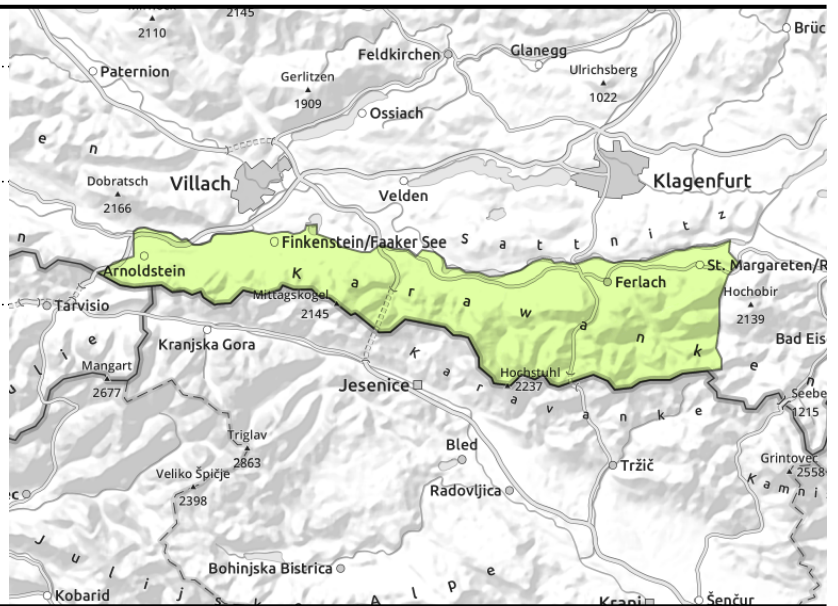 2145
2110
Brüc
Feldkirchen
Glanegg
Paternion
Gerlitzen
1909
Ulrichsberg
1022
Ossiach
e n
Dobratsch
2166
Villach
Klagenfurt
Velden
n
S a t t n i t z
Finkenstein/Faaker See
Arnoldstein
St. Margareten/R
Ferlach
K a r a w a n k e n
Mittagskogel
2145
Hochobir
2139
Tarvisio
Kranjska Gora
Bad Eis
u l i e
Mangart
2677
Jesenice
Hochstuhl
2237
K a r a v a n k e
Seebe
1215
Triglav
2863
Bled
Tržič
Grintovec
2558
Veliko Špičje
2398
Radovljica
K a m n i
ec
J u l i j s k e A l p e
Bohinjska Bistrica
Kobarid
Kranj
Šenčur